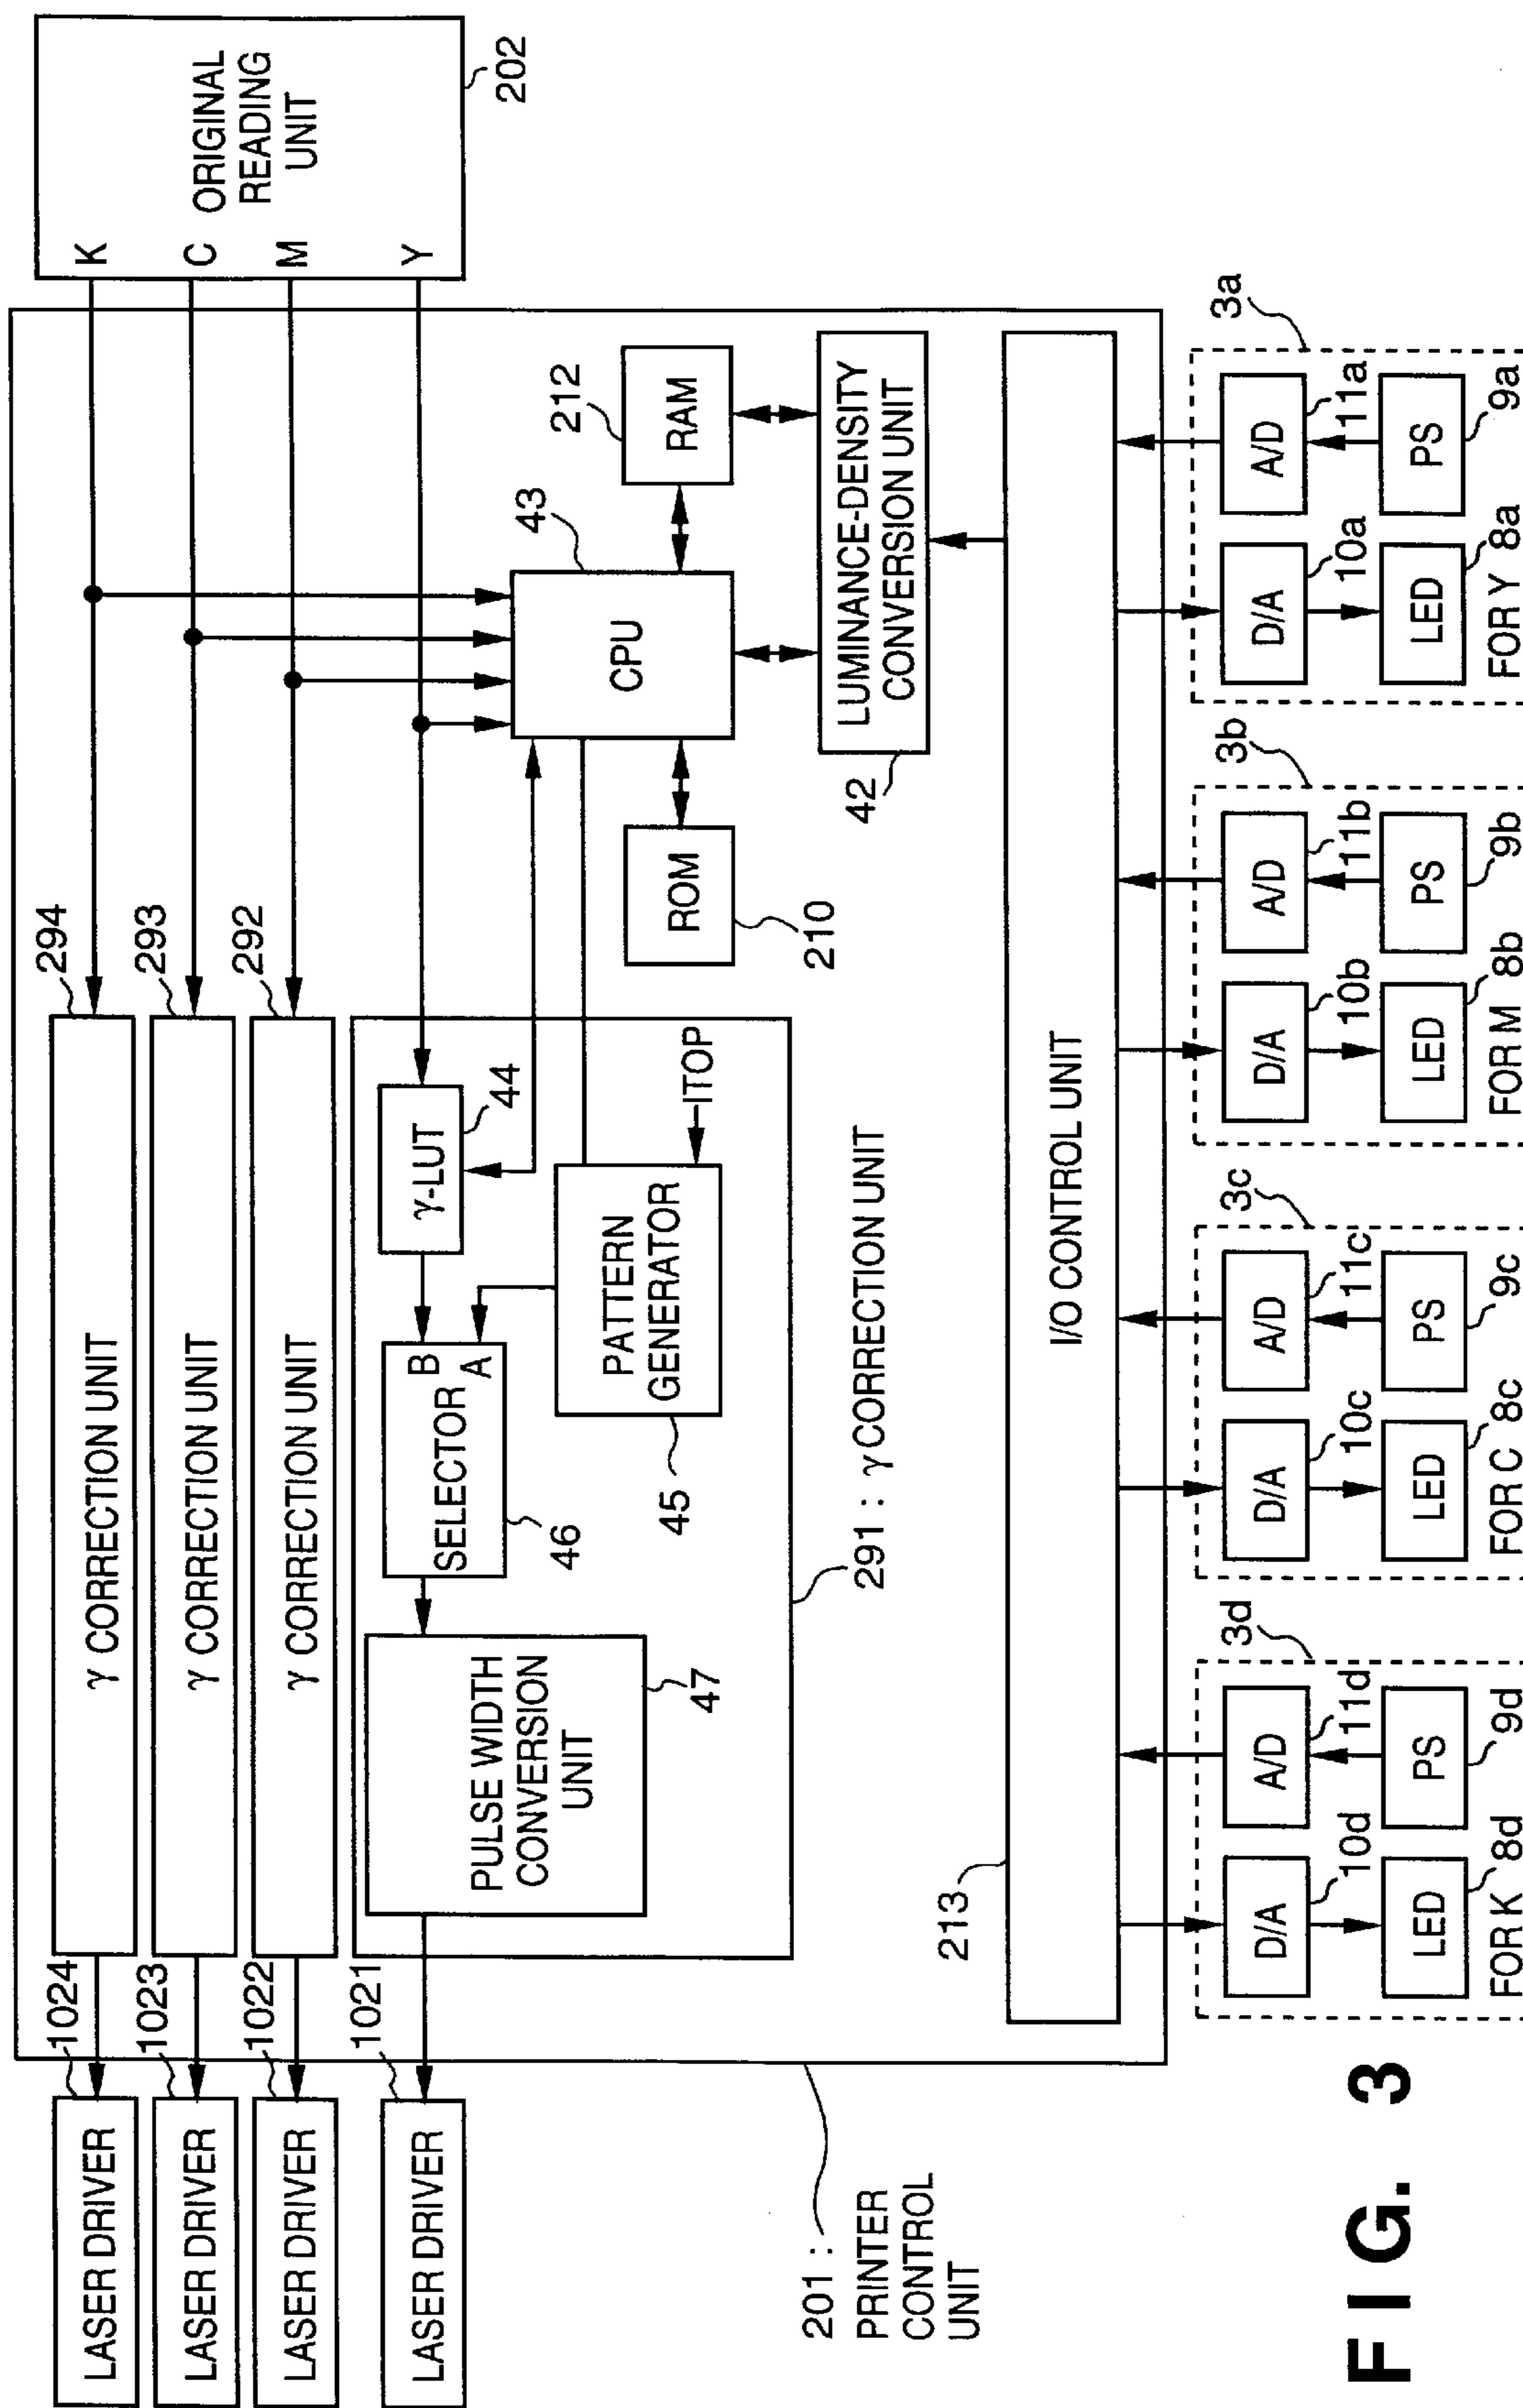 LASER DRIVER
1024
LASER DRIVER
1023
LASER DRIVER
1022
LASER DRIVER
1021
γ CORRECTION UNIT
294
γ CORRECTION UNIT
293
γ CORRECTION UNIT
292
PULSE WIDTH
CONVERSION
UNIT
47
SELECTOR
B
A
46
γ-LUT
44
PATTERN
GENERATOR
45
ITOP
291 : γ CORRECTION UNIT
K
C
M
Y
ORIGINAL
READING
UNIT
202
CPU
43
ROM
210
RAM
212
LUMINANCE-DENSITY
CONVERSION UNIT
42
I/O CONTROL UNIT
213
201 :
PRINTER
CONTROL
UNIT
3d
D/A
10d
A/D
11d
LED
8d
PS
9d
FOR K
3c
D/A
10c
A/D
11c
LED
8c
PS
9c
FOR C
3b
D/A
10b
A/D
11b
LED
8b
PS
9b
FOR M
3a
D/A
10a
A/D
11a
LED
8a
PS
9a
FOR Y
FIG. 3